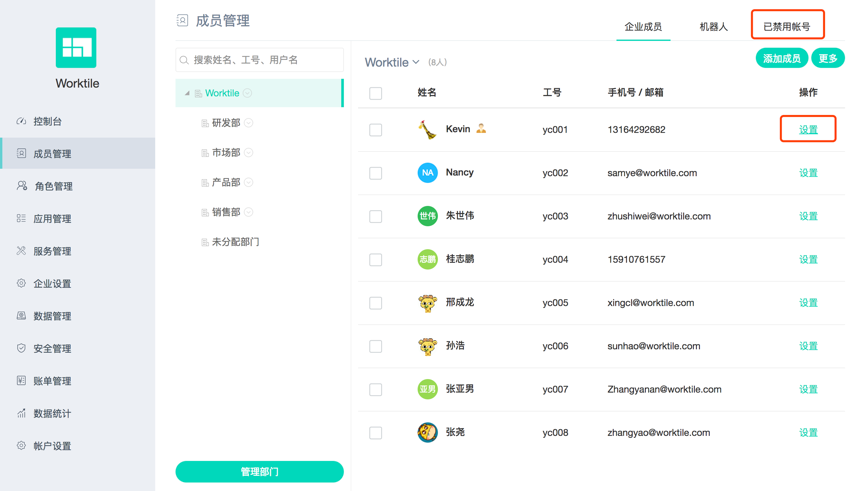 Worktile
控制台
成员管理
角色管理
应用管理
服务管理
企业设置
数据管理
安全管理
账单管理
数据统计
帐户设置
成员管理
企业成员
机器人
已禁用帐号
搜索姓名、工号、用户名
Worktile
研发部
市场部
产品部
销售部
未分配部门
管理部门
Worktile (8人)
添加成员
更多
姓名 工号 手机号 / 邮箱 操作
Kevin yc001 13164292682 设置
NA Nancy yc002 samye@worktile.com 设置
世伟 朱世伟 yc003 zhushiwei@worktile.com 设置
志鹏 桂志鹏 yc004 15910761557 设置
邢成龙 yc005 xingcl@worktile.com 设置
孙浩 yc006 sunhao@worktile.com 设置
亚男 张亚男 yc007 Zhangyanan@worktile.com 设置
张尧 yc008 zhangyao@worktile.com 设置